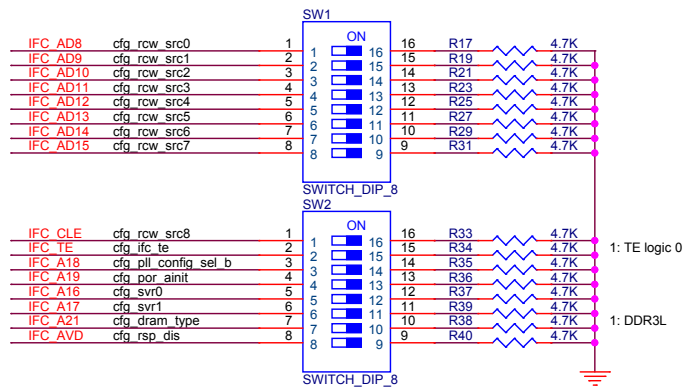 SW1
ON
IFC_AD8 cfg_rcw_src0 1 1 16 16 R17 4.7K
IFC_AD9 cfg_rcw_src1 2 2 15 15 R19 4.7K
IFC_AD10 cfg_rcw_src2 3 3 14 14 R21 4.7K
IFC_AD11 cfg_rcw_src3 4 4 13 13 R23 4.7K
IFC_AD12 cfg_rcw_src4 5 5 12 12 R25 4.7K
IFC_AD13 cfg_rcw_src5 6 6 11 11 R27 4.7K
IFC_AD14 cfg_rcw_src6 7 7 10 10 R29 4.7K
IFC_AD15 cfg_rcw_src7 8 8 9 9 R31 4.7K
SWITCH_DIP_8
SW2
ON
IFC_CLE cfg_rcw_src8 1 1 16 16 R33 4.7K
IFC_TE cfg_ifc_te 2 2 15 15 R34 4.7K 1: TE logic 0
IFC_A18 cfg_pll_config_sel_b 3 3 14 14 R35 4.7K
IFC_A19 cfg_por_ainit 4 4 13 13 R36 4.7K
IFC_A16 cfg_svr0 5 5 12 12 R37 4.7K
IFC_A17 cfg_svr1 6 6 11 11 R39 4.7K
IFC_A21 cfg_dram_type 7 7 10 10 R38 4.7K 1: DDR3L
IFC_AVD cfg_rsp_dis 8 8 9 9 R40 4.7K
SWITCH_DIP_8